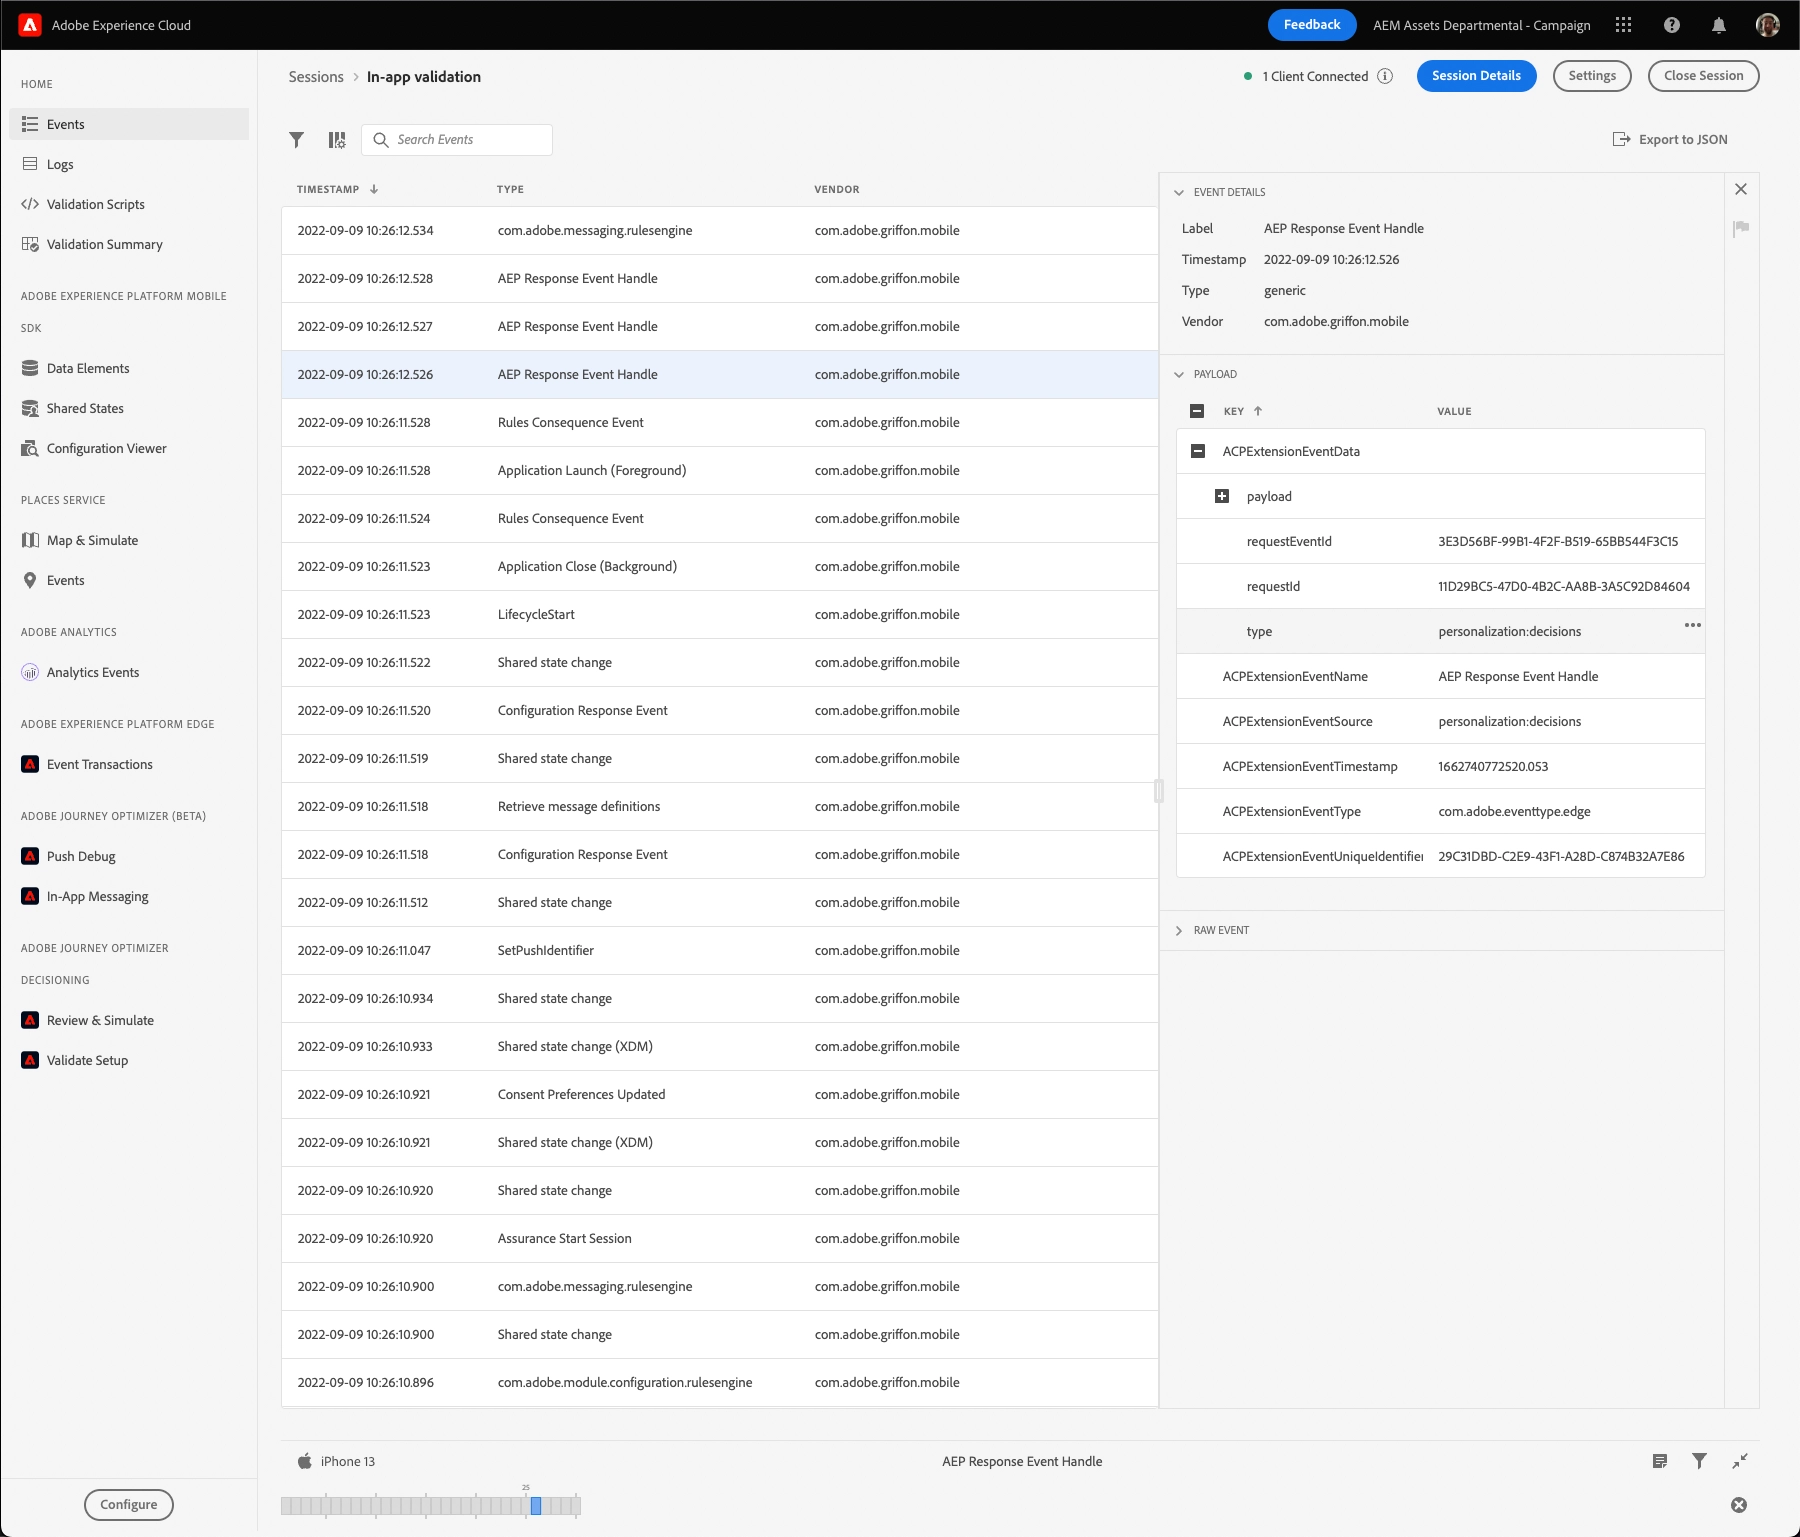 Adobe Experience Cloud
Feedback
AEM Assets Departmental - Campaign
HOME
Events
Logs
Validation Scripts
Validation Summary
ADOBE EXPERIENCE PLATFORM MOBILE
SDK
Data Elements
Shared States
Configuration Viewer
PLACES SERVICE
Map & Simulate
Events
ADOBE ANALYTICS
Analytics Events
ADOBE EXPERIENCE PLATFORM EDGE
Event Transactions
ADOBE JOURNEY OPTIMIZER (BETA)
Push Debug
In-App Messaging
ADOBE JOURNEY OPTIMIZER
DECISIONING
Review & Simulate
Validate Setup
Configure
Sessions > In-app validation
1 Client Connected
Session Details
Settings
Close Session
Search Events
Export to JSON
TIMESTAMP TYPE VENDOR
2022-09-09 10:26:12.534 com.adobe.messaging.rulesengine com.adobe.griffon.mobile
2022-09-09 10:26:12.528 AEP Response Event Handle com.adobe.griffon.mobile
2022-09-09 10:26:12.527 AEP Response Event Handle com.adobe.griffon.mobile
2022-09-09 10:26:12.526 AEP Response Event Handle com.adobe.griffon.mobile
2022-09-09 10:26:11.528 Rules Consequence Event com.adobe.griffon.mobile
2022-09-09 10:26:11.528 Application Launch (Foreground) com.adobe.griffon.mobile
2022-09-09 10:26:11.524 Rules Consequence Event com.adobe.griffon.mobile
2022-09-09 10:26:11.523 Application Close (Background) com.adobe.griffon.mobile
2022-09-09 10:26:11.523 LifecycleStart com.adobe.griffon.mobile
2022-09-09 10:26:11.522 Shared state change com.adobe.griffon.mobile
2022-09-09 10:26:11.520 Configuration Response Event com.adobe.griffon.mobile
2022-09-09 10:26:11.519 Shared state change com.adobe.griffon.mobile
2022-09-09 10:26:11.518 Retrieve message definitions com.adobe.griffon.mobile
2022-09-09 10:26:11.518 Configuration Response Event com.adobe.griffon.mobile
2022-09-09 10:26:11.512 Shared state change com.adobe.griffon.mobile
2022-09-09 10:26:11.047 SetPushIdentifier com.adobe.griffon.mobile
2022-09-09 10:26:10.934 Shared state change com.adobe.griffon.mobile
2022-09-09 10:26:10.933 Shared state change (XDM) com.adobe.griffon.mobile
2022-09-09 10:26:10.921 Consent Preferences Updated com.adobe.griffon.mobile
2022-09-09 10:26:10.921 Shared state change (XDM) com.adobe.griffon.mobile
2022-09-09 10:26:10.920 Shared state change com.adobe.griffon.mobile
2022-09-09 10:26:10.920 Assurance Start Session com.adobe.griffon.mobile
2022-09-09 10:26:10.900 com.adobe.messaging.rulesengine com.adobe.griffon.mobile
2022-09-09 10:26:10.900 Shared state change com.adobe.griffon.mobile
2022-09-09 10:26:10.896 com.adobe.module.configuration.rulesengine com.adobe.griffon.mobile
EVENT DETAILS
Label AEP Response Event Handle
Timestamp 2022-09-09 10:26:12.526
Type generic
Vendor com.adobe.griffon.mobile
PAYLOAD
KEY VALUE
ACPExtensionEventData
payload
requestEventId 3E3D56BF-99B1-4F2F-B519-65BB544F3C15
requestId 11D29BC5-47D0-4B2C-AA8B-3A5C92D84604
type personalization:decisions
ACPExtensionEventName AEP Response Event Handle
ACPExtensionEventSource personalization:decisions
ACPExtensionEventTimestamp 1662740772520.053
ACPExtensionEventType com.adobe.eventtype.edge
ACPExtensionEventUniqueIdentifier 29C31DBD-C2E9-43F1-A28D-C874B32A7E86
RAW EVENT
iPhone 13
AEP Response Event Handle
25